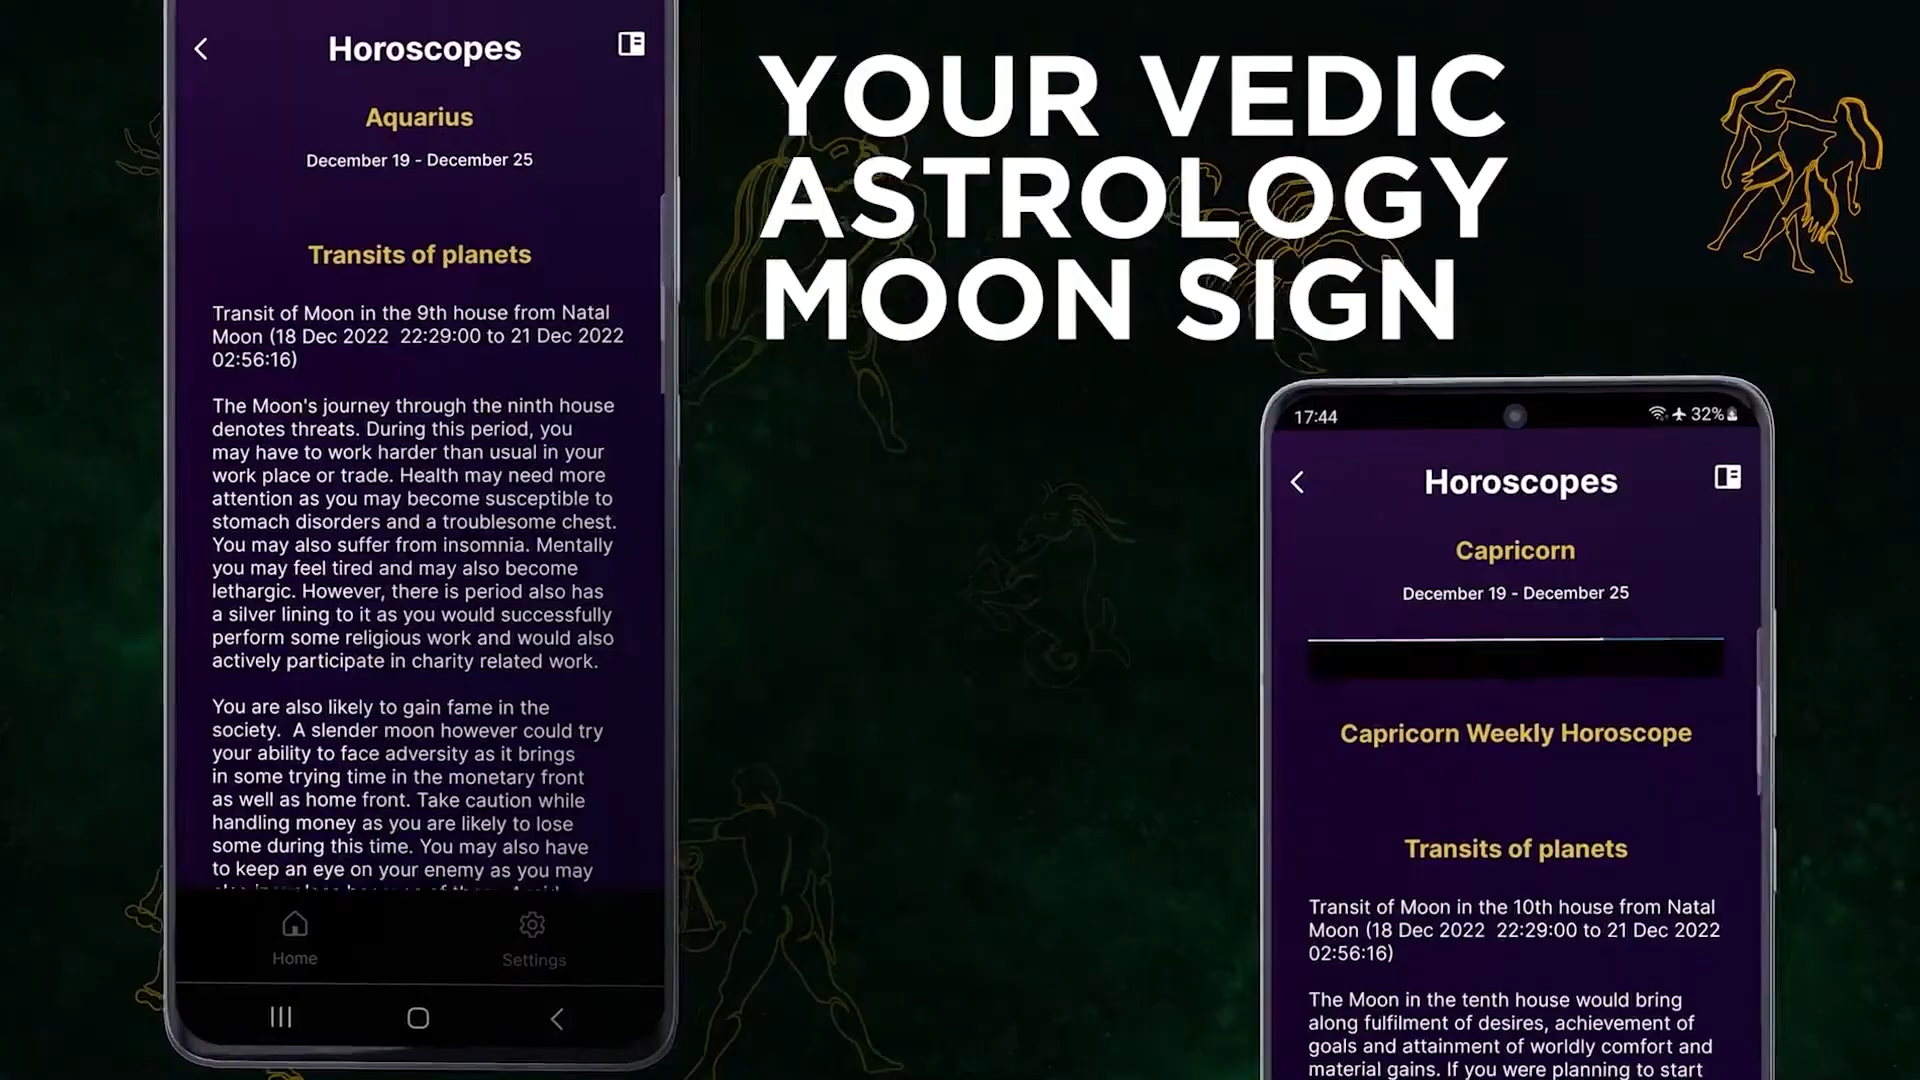 Horoscopes
Aquarius
December 19 - December 25
Transits of planets
Transit of Moon in the 9th house from Natal
Moon (18 Dec 2022  22:29:00 to 21 Dec 2022
02:56:16)
The Moon's journey through the ninth house
denotes threats. During this period, you
may have to work harder than usual in your
work place or trade. Health may need more
attention as you may become susceptible to
stomach disorders and a troublesome chest.
You may also suffer from insomnia. Mentally
you may feel tired and may also become
lethargic. However, there is period also has
a silver lining to it as you would successfully
perform some religious work and would also
actively participate in charity related work.
You are also likely to gain fame in the
society.  A slender moon however could try
your ability to face adversity as it brings
in some trying time in the monetary front
as well as home front. Take caution while
handling money as you are likely to lose
some during this time. You may also have
to keep an eye on your enemy as you may
Home
Settings
YOUR VEDIC
ASTROLOGY
MOON SIGN
17:44
32%
Horoscopes
Capricorn
December 19 - December 25
Capricorn Weekly Horoscope
Transits of planets
Transit of Moon in the 10th house from Natal
Moon (18 Dec 2022  22:29:00 to 21 Dec 2022
02:56:16)
The Moon in the tenth house would bring
along fulfilment of desires, achievement of
goals and attainment of worldly comfort and
material gains. If you were planning to start